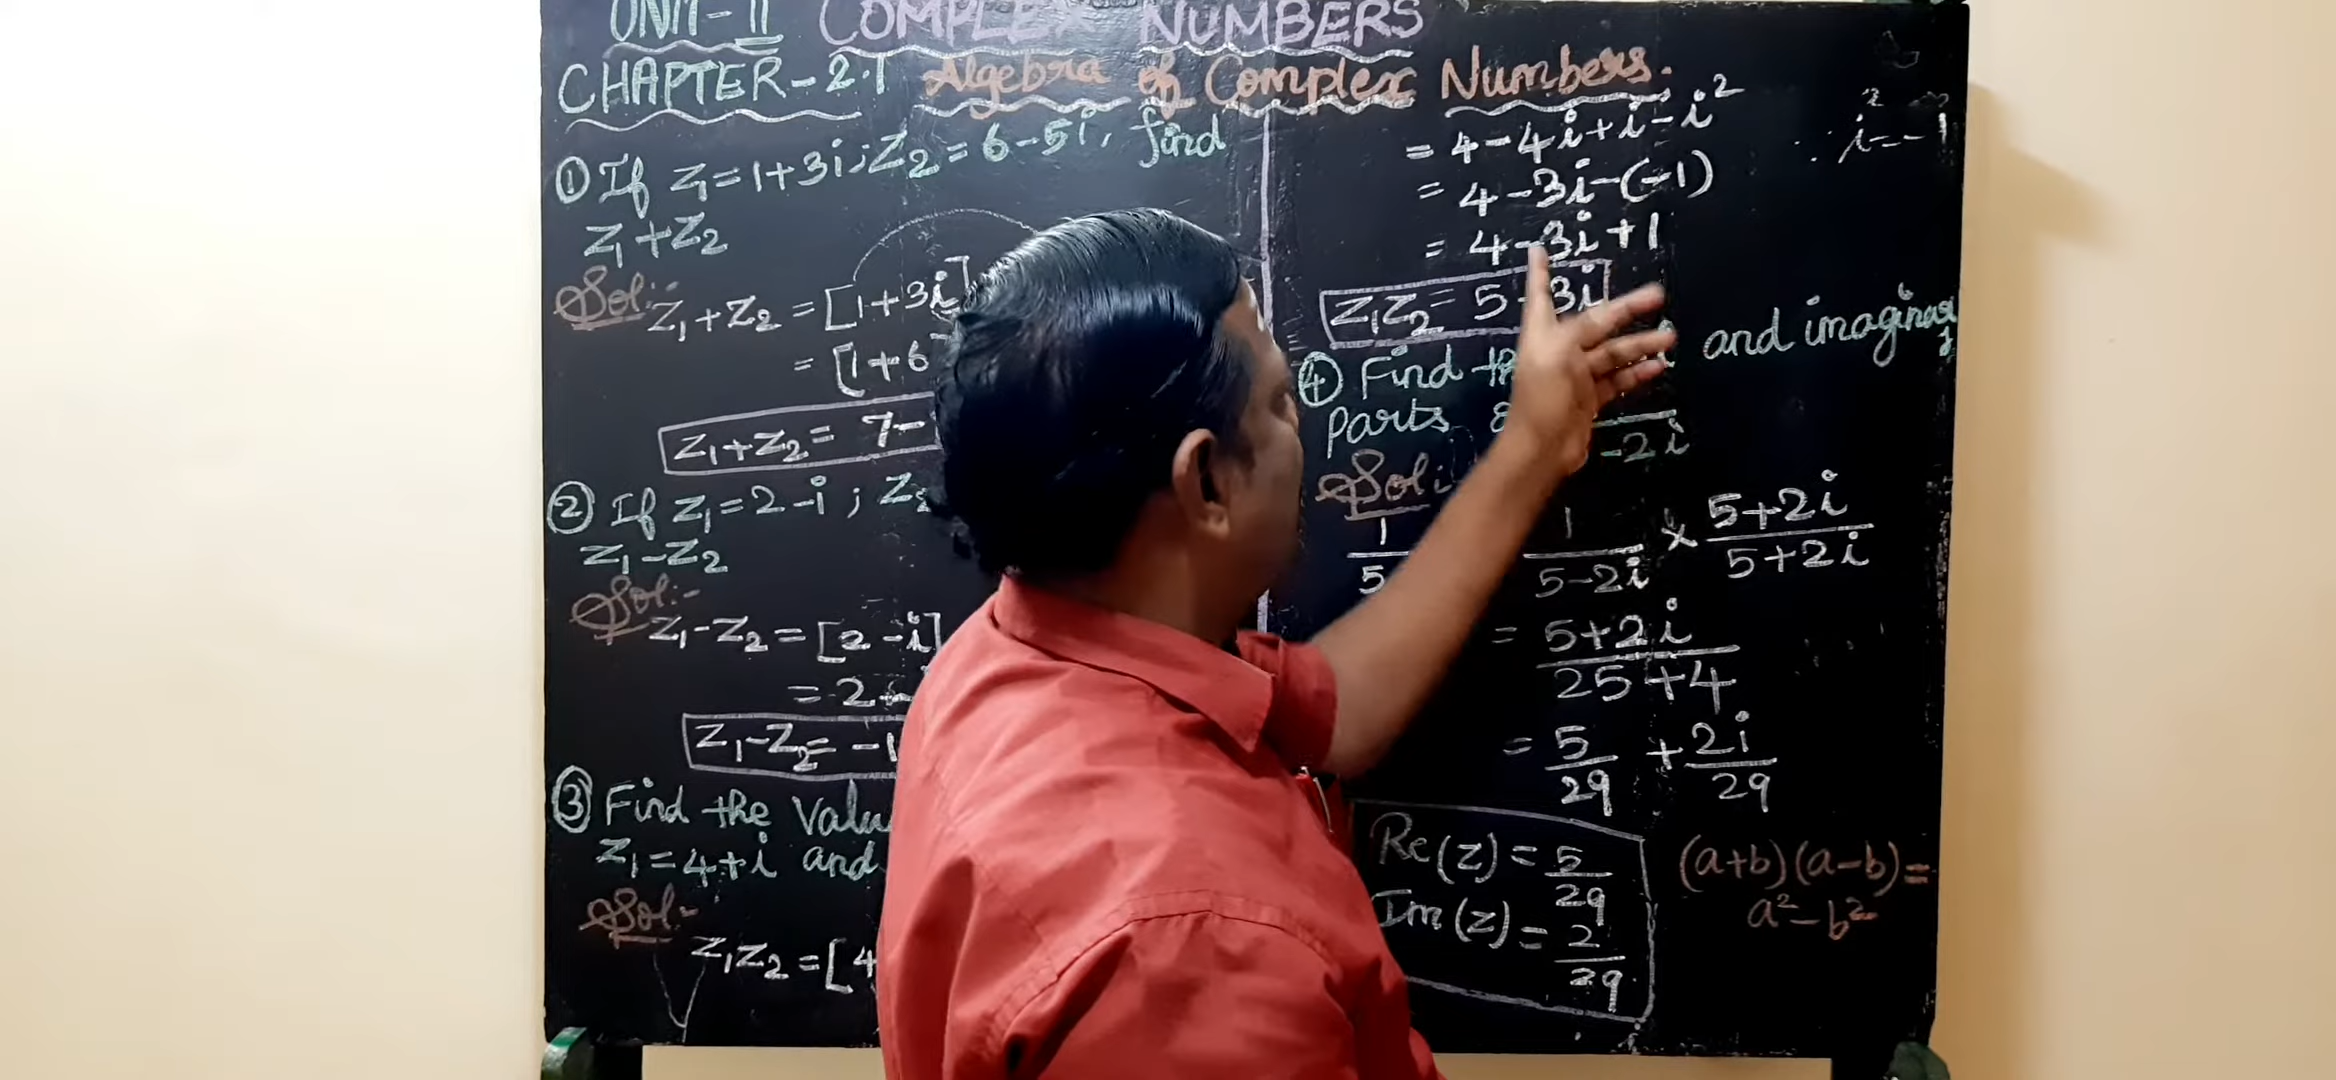 UNIT-II COMPLEX NUMBERS
CHAPTER-2.1 Algebra of Complex Numbers.
① If Z₁=1+3i; Z₂=6-5i, find
Z₁+Z₂
Sol:- Z₁+Z₂ = [1+3i]
= [1+6
Z₁+Z₂ = 7-
② If Z₁=2-i ; Z₂
Z₁-Z₂
Sol:-
Z₁-Z₂ = [2-i]
= 2-
Z₁-Z₂ = -1
③ Find the Valu
Z₁=4+i and
Sol:-
Z₁Z₂ = [4
= 4-4i+i-i²
i²=-1
= 4-3i-(-1)
= 4-3i+1
Z₁Z₂ = 5-3i
④ Find and imaginary
parts -2i
Sol:
1/5 1/(5-2i) × (5+2i)/(5+2i)
= (5+2i)/(25+4)
= 5/29 + 2i/29
Re(z) = 5/29
Im(z) = 2/29
(a+b)(a-b)=
a²-b²